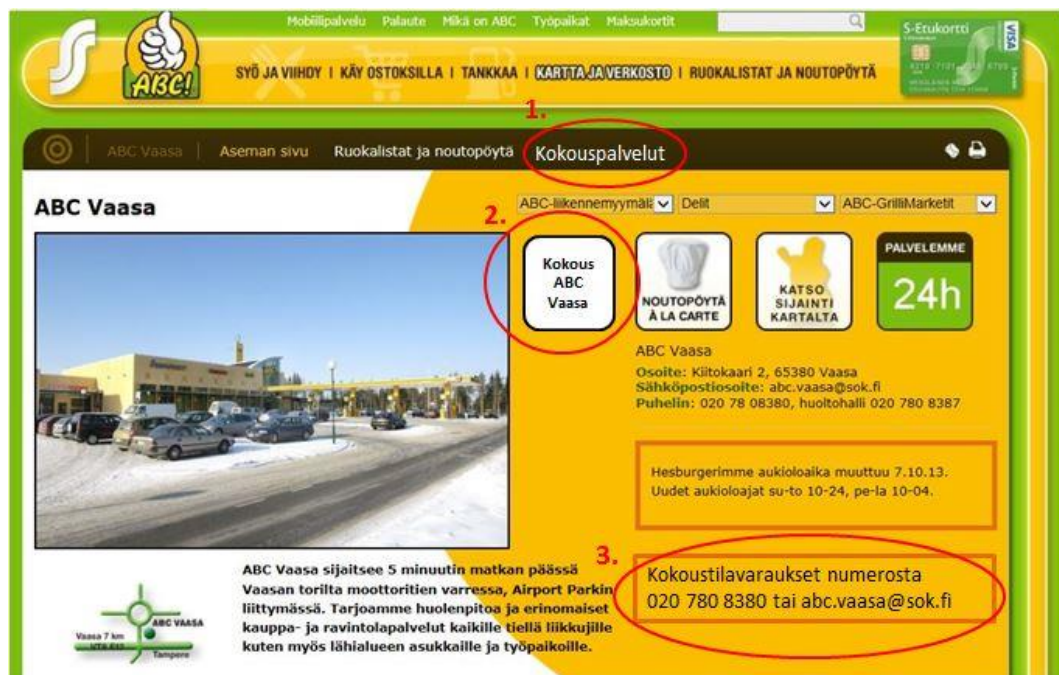 Mobiilipalvelu Palaute Mikä on ABC Työpaikat Maksukortit
S-Etukortti
VISA
ABC!
SYÖ JA VIIHDY I KÄY OSTOKSILLA I TANKKAA I KARTTA JA VERKOSTO I RUOKALISTAT JA NOUTOPÖYTÄ
1.
ABC Vaasa | Aseman sivu Ruokalistat ja noutopöytä Kokouspalvelut
ABC Vaasa
ABC-liikennemyymälä Delit ABC-GrilliMarketit
2.
Kokous
ABC
Vaasa
NOUTOPÖYTÄ
À LA CARTE
KATSO
SIJAINTI
KARTALTA
PALVELEMME
24h
ABC Vaasa
Osoite: Kiitokaari 2, 65380 Vaasa
Sähköpostiosoite: abc.vaasa@sok.fi
Puhelin: 020 78 08380, huoltohalli 020 780 8387
Hesburgerimme aukioloaika muuttuu 7.10.13.
Uudet aukioloajat su-to 10-24, pe-la 10-04.
3.
Kokoustilavaraukset numerosta
020 780 8380 tai abc.vaasa@sok.fi
ABC Vaasa sijaitsee 5 minuutin matkan päässä
Vaasan torilta moottoritien varressa, Airport Parkin
liittymässä. Tarjoamme huolenpitoa ja erinomaiset
kauppa- ja ravintolapalvelut kaikille tiellä liikkujille
kuten myös lähialueen asukkaille ja työpaikoille.
ABC VAASA
Vaasa 7 km
Tampere